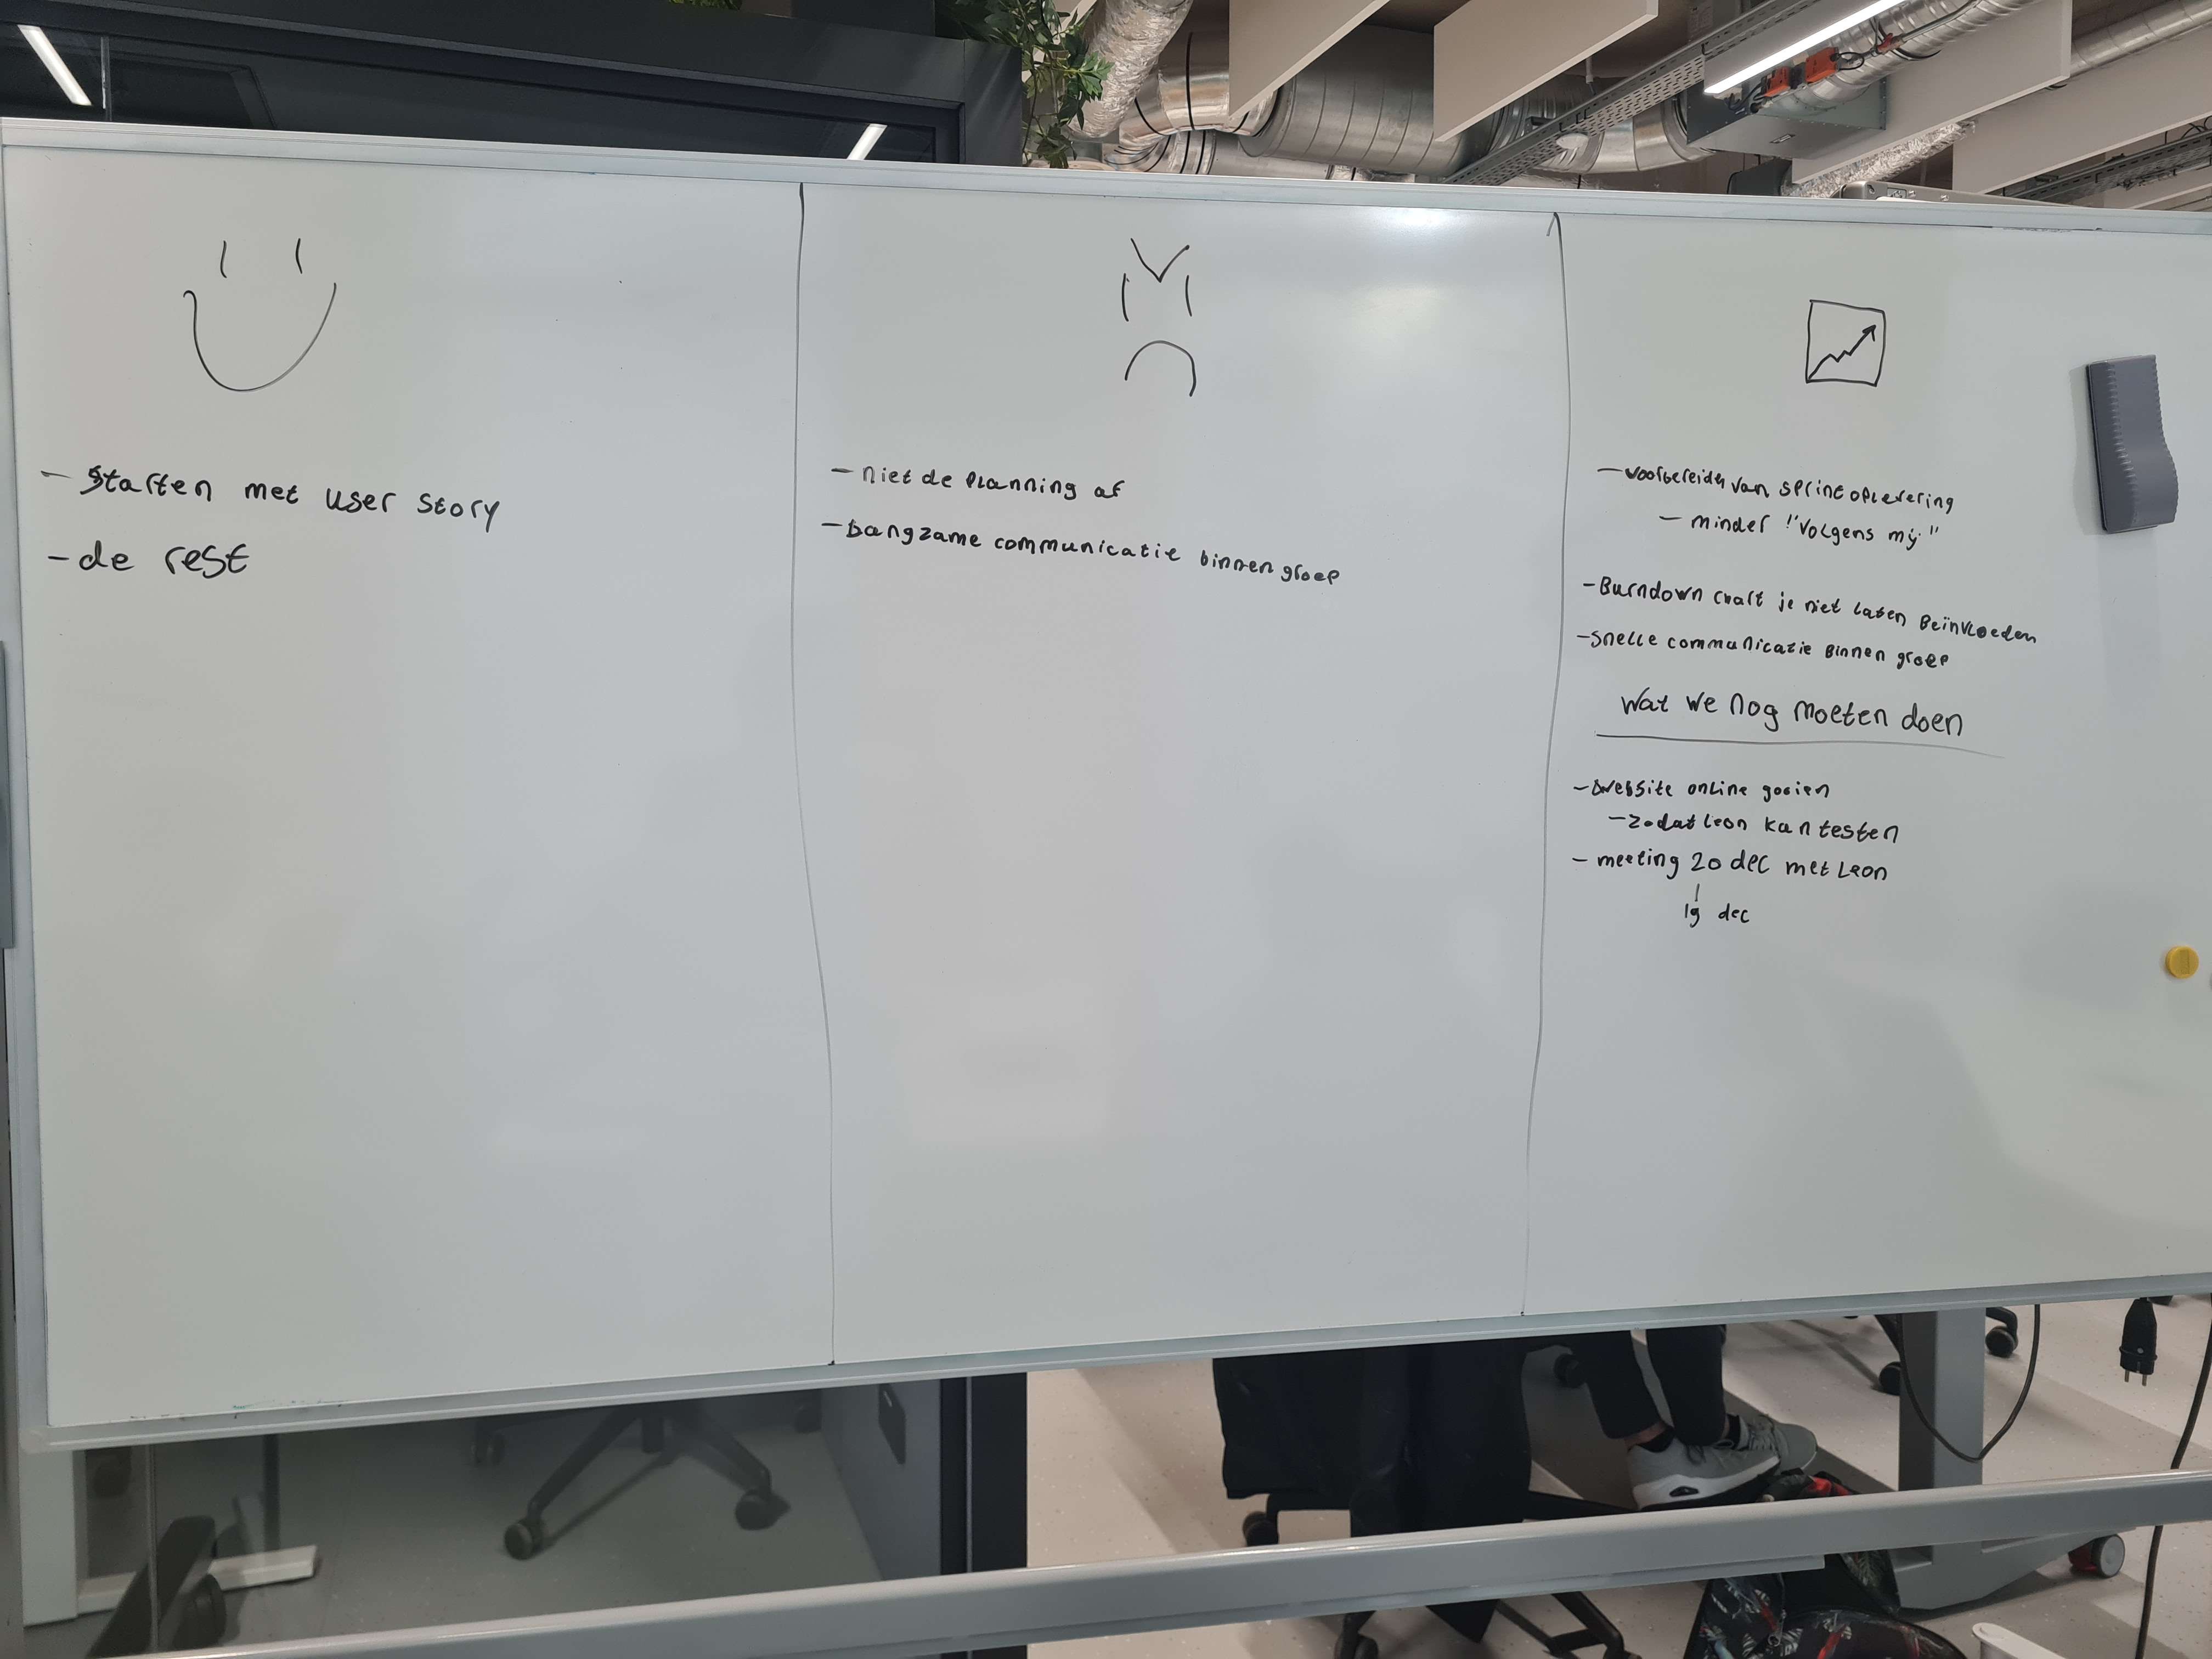 - Starten met user story
- de rest
- niet de planning af
- Langzame communicatie binnen groep
- voorbereiden van sprint oplevering
- minder "Volgens mij"
- Burndown chart je niet laten Beïnvloeden
- snelle communicatie Binnen groep
Wat we nog moeten doen
- website online gooien
- zodat leon kan testen
- meeting 20 dec met Leon
19 dec